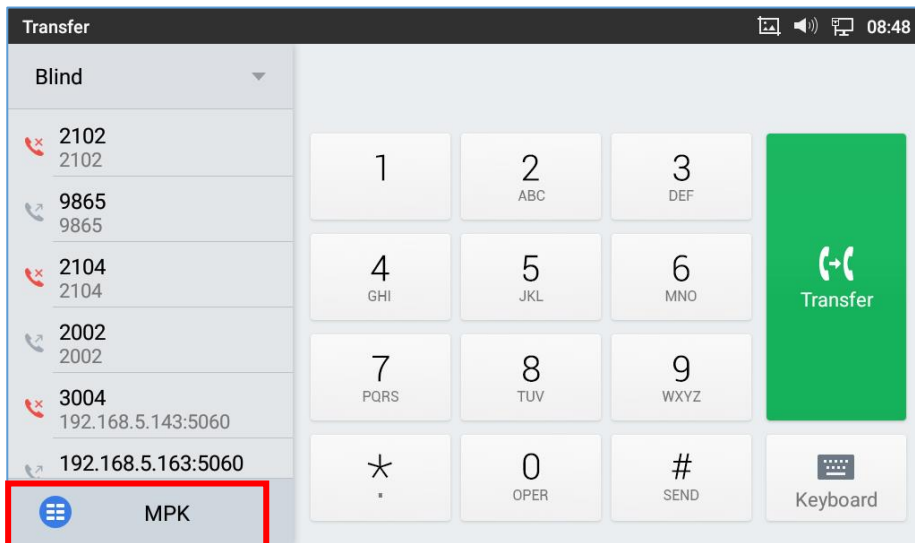 Transfer
08:48
Blind
2102
2102
9865
9865
2104
2104
2002
2002
3004
192.168.5.143:5060
192.168.5.163:5060
MPK
1
2
ABC
3
DEF
4
GHI
5
JKL
6
MNO
7
PQRS
8
TUV
9
WXYZ
*
.
0
OPER
#
SEND
Transfer
Keyboard